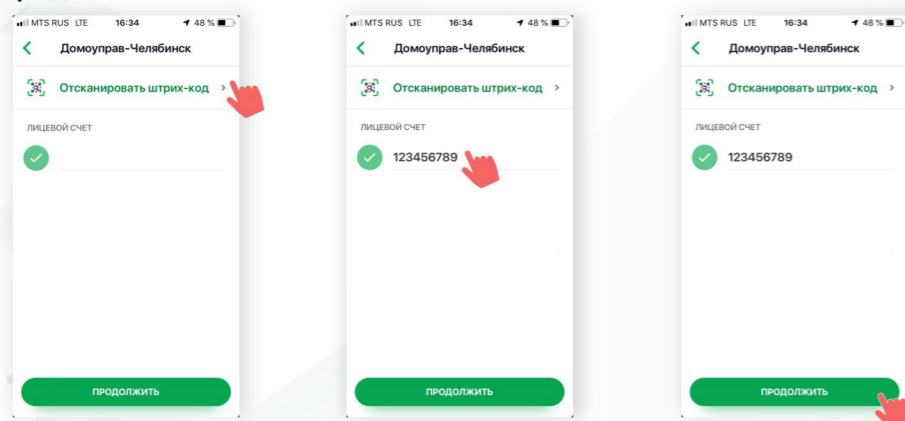 MTS RUS LTE 16:34 48 %
Домоуправ-Челябинск
Отсканировать штрих-код
ЛИЦЕВОЙ СЧЕТ
ПРОДОЛЖИТЬ
MTS RUS LTE 16:34 48 %
Домоуправ-Челябинск
Отсканировать штрих-код
ЛИЦЕВОЙ СЧЕТ
123456789
ПРОДОЛЖИТЬ
MTS RUS LTE 16:34 48 %
Домоуправ-Челябинск
Отсканировать штрих-код
ЛИЦЕВОЙ СЧЕТ
123456789
ПРОДОЛЖИТЬ